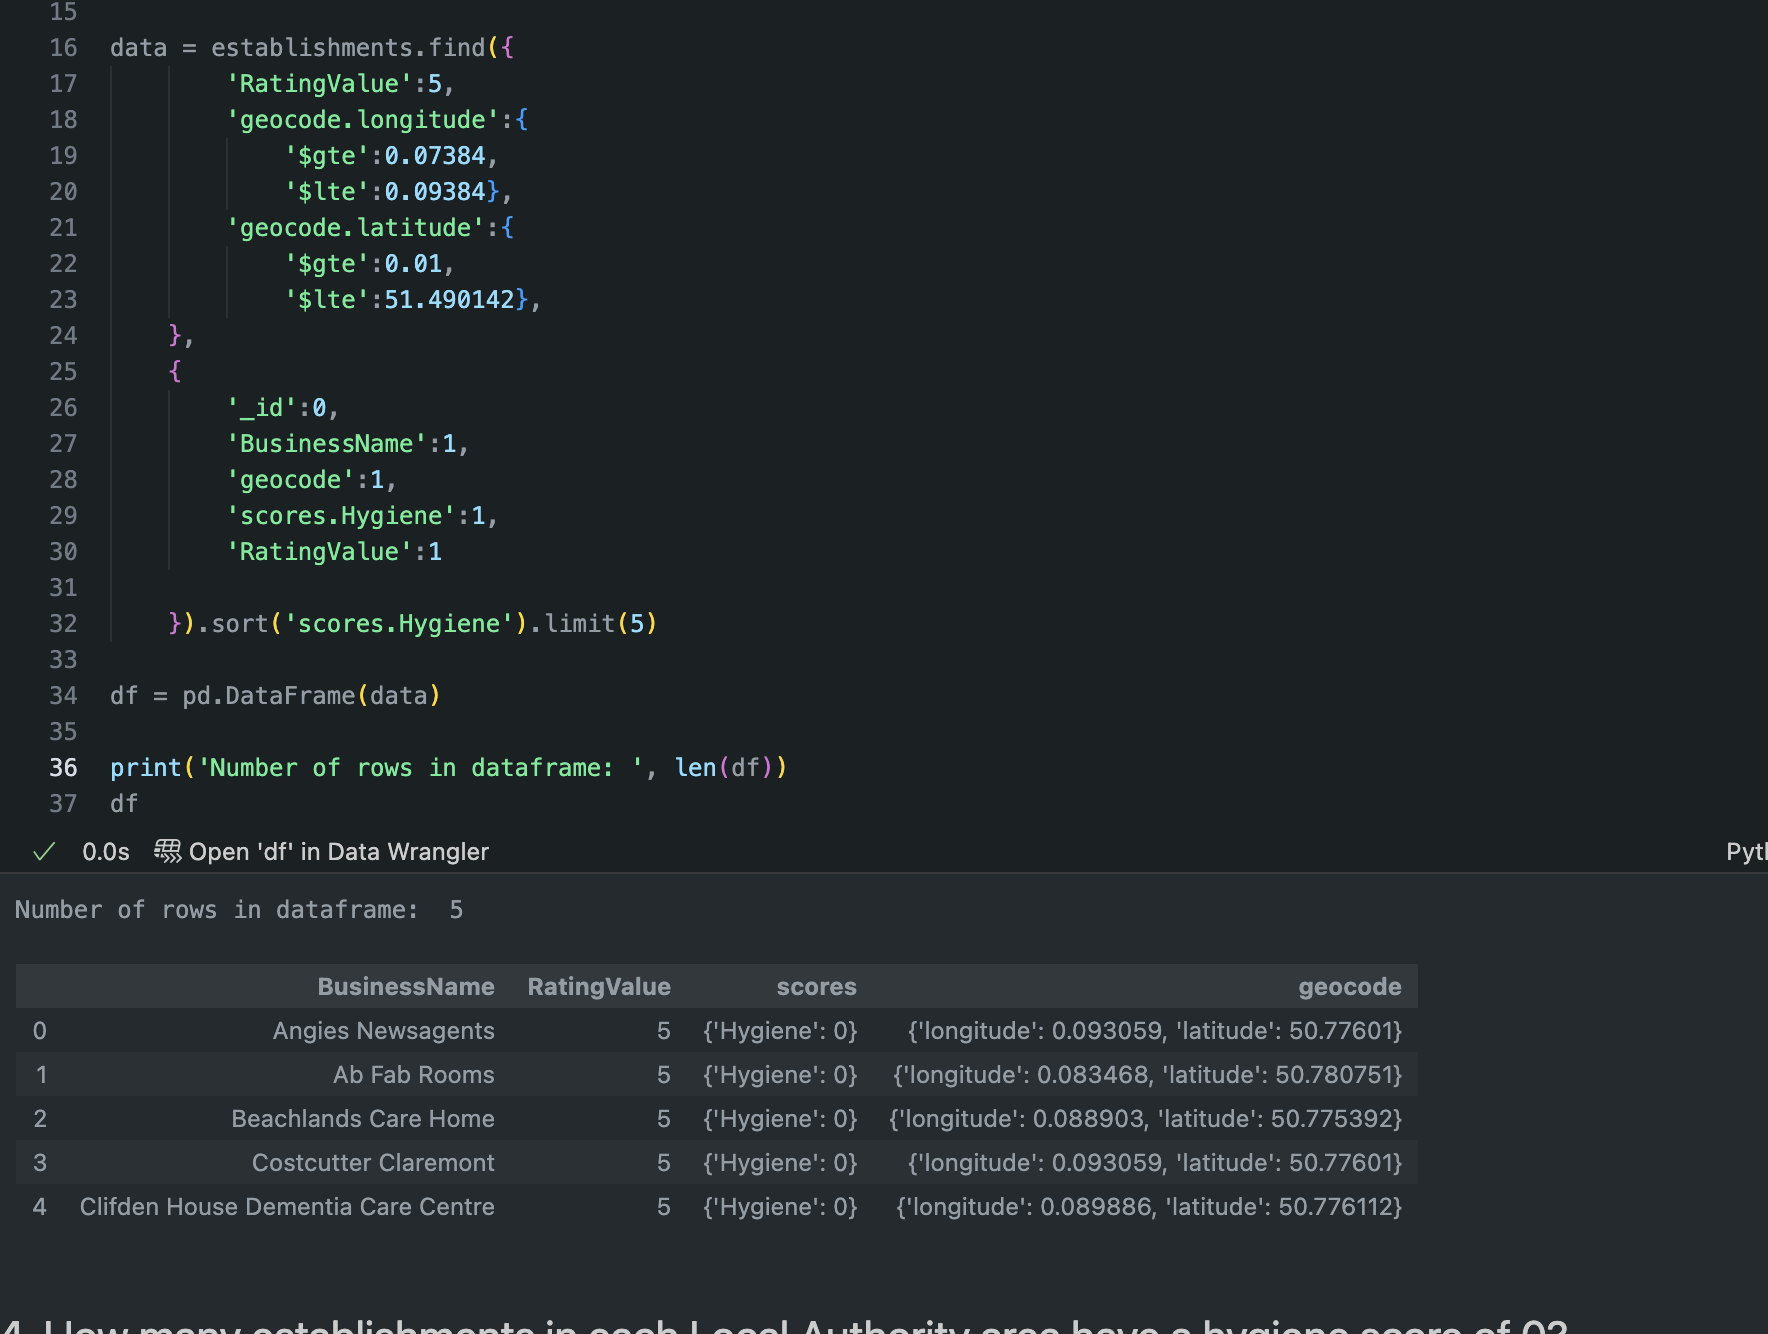 15
16 data = establishments.find({
17 'RatingValue':5,
18 'geocode.longitude':{
19 '$gte':0.07384,
20 '$lte':0.09384},
21 'geocode.latitude':{
22 '$gte':0.01,
23 '$lte':51.490142},
24 },
25 {
26 '_id':0,
27 'BusinessName':1,
28 'geocode':1,
29 'scores.Hygiene':1,
30 'RatingValue':1
31
32 }).sort('scores.Hygiene').limit(5)
33
34 df = pd.DataFrame(data)
35
36 print('Number of rows in dataframe: ', len(df))
37 df
0.0s Open 'df' in Data Wrangler Pyth
Number of rows in dataframe:  5
BusinessName RatingValue scores geocode
0 Angies Newsagents 5 {'Hygiene': 0} {'longitude': 0.093059, 'latitude': 50.77601}
1 Ab Fab Rooms 5 {'Hygiene': 0} {'longitude': 0.083468, 'latitude': 50.780751}
2 Beachlands Care Home 5 {'Hygiene': 0} {'longitude': 0.088903, 'latitude': 50.775392}
3 Costcutter Claremont 5 {'Hygiene': 0} {'longitude': 0.093059, 'latitude': 50.77601}
4 Clifden House Dementia Care Centre 5 {'Hygiene': 0} {'longitude': 0.089886, 'latitude': 50.776112}
4. How many establishments in each Local Authority area have a hygiene score of 0?